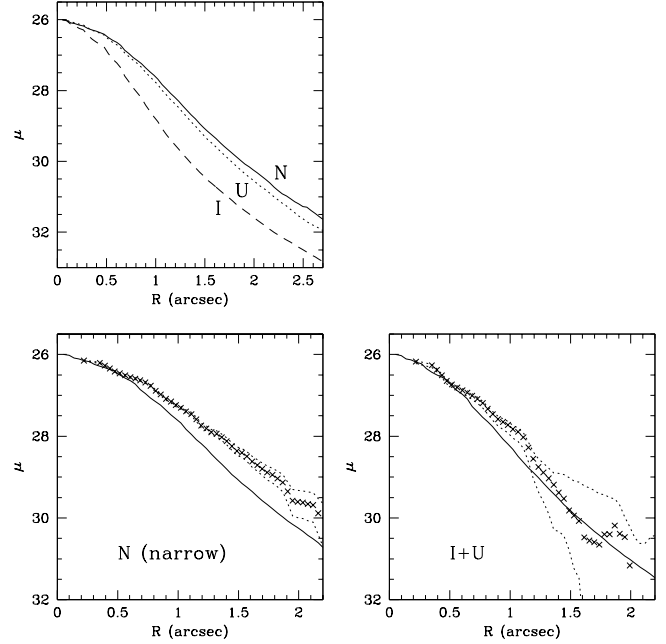 26
28
30
32
μ
N
U
I
0 0.5 1 1.5 2 2.5
R (arcsec)
26
28
30
32
μ
N (narrow)
0 0.5 1 1.5 2
R (arcsec)
26
28
30
32
μ
I+U
0 0.5 1 1.5 2
R (arcsec)